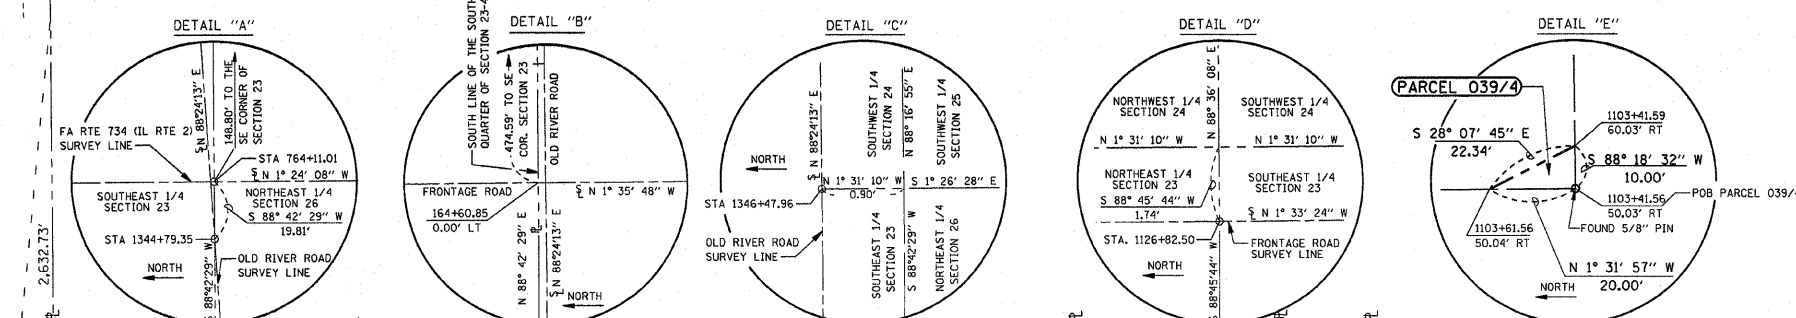 2,632.73'
DETAIL "A"
N 88°24'13" E
148.80' TO THE
SE CORNER OF
SECTION 23
FA RTE 734 (IL RTE 2)
SURVEY LINE
STA 764+11.01
N 1° 24' 08" W
SOUTHEAST 1/4
SECTION 23
NORTHEAST 1/4
SECTION 26
S 88° 42' 29" W
19.81'
STA 1344+79.35
OLD RIVER ROAD
SURVEY LINE
NORTH
88°42'29" W
DETAIL "B"
SOUTH LINE OF THE SOUTH
QUARTER OF SECTION 23-4
474.59' TO SE
COR. SECTION 23
OLD RIVER ROAD
FRONTAGE ROAD
N 1° 35' 48" W
164+60.85
0.00' LT
N 88° 42' 29" E
N 88°24'13" E
NORTH
DETAIL "C"
N 88°24'13" E
SOUTHWEST 1/4
SECTION 24
N 88° 16' 55" E
SOUTHWEST 1/4
SECTION 25
NORTH
N 1° 31' 10" W
0.90'
S 1° 26' 28" E
STA 1346+47.96
OLD RIVER ROAD
SURVEY LINE
SOUTHEAST 1/4
SECTION 23
S 88°42'29" W
NORTHEAST 1/4
SECTION 26
DETAIL "D"
N 88° 36' 08" E
NORTHWEST 1/4
SECTION 24
SOUTHWEST 1/4
SECTION 24
N 1° 31' 10" W
N 1° 31' 10" W
NORTHEAST 1/4
SECTION 23
SOUTHEAST 1/4
SECTION 23
S 88° 45' 44" W
1.74'
N 1° 33' 24" W
STA. 1126+82.50
FRONTAGE ROAD
SURVEY LINE
NORTH
S 88°45'44" W
DETAIL "E"
PARCEL 039/4
1103+41.59
60.03' RT
S 28° 07' 45" E
22.34'
S 88° 18' 32" W
10.00'
POB PARCEL 039/4
1103+41.56
50.03' RT
FOUND 5/8" PIN
1103+61.56
50.04' RT
N 1° 31' 57" W
20.00'
NORTH